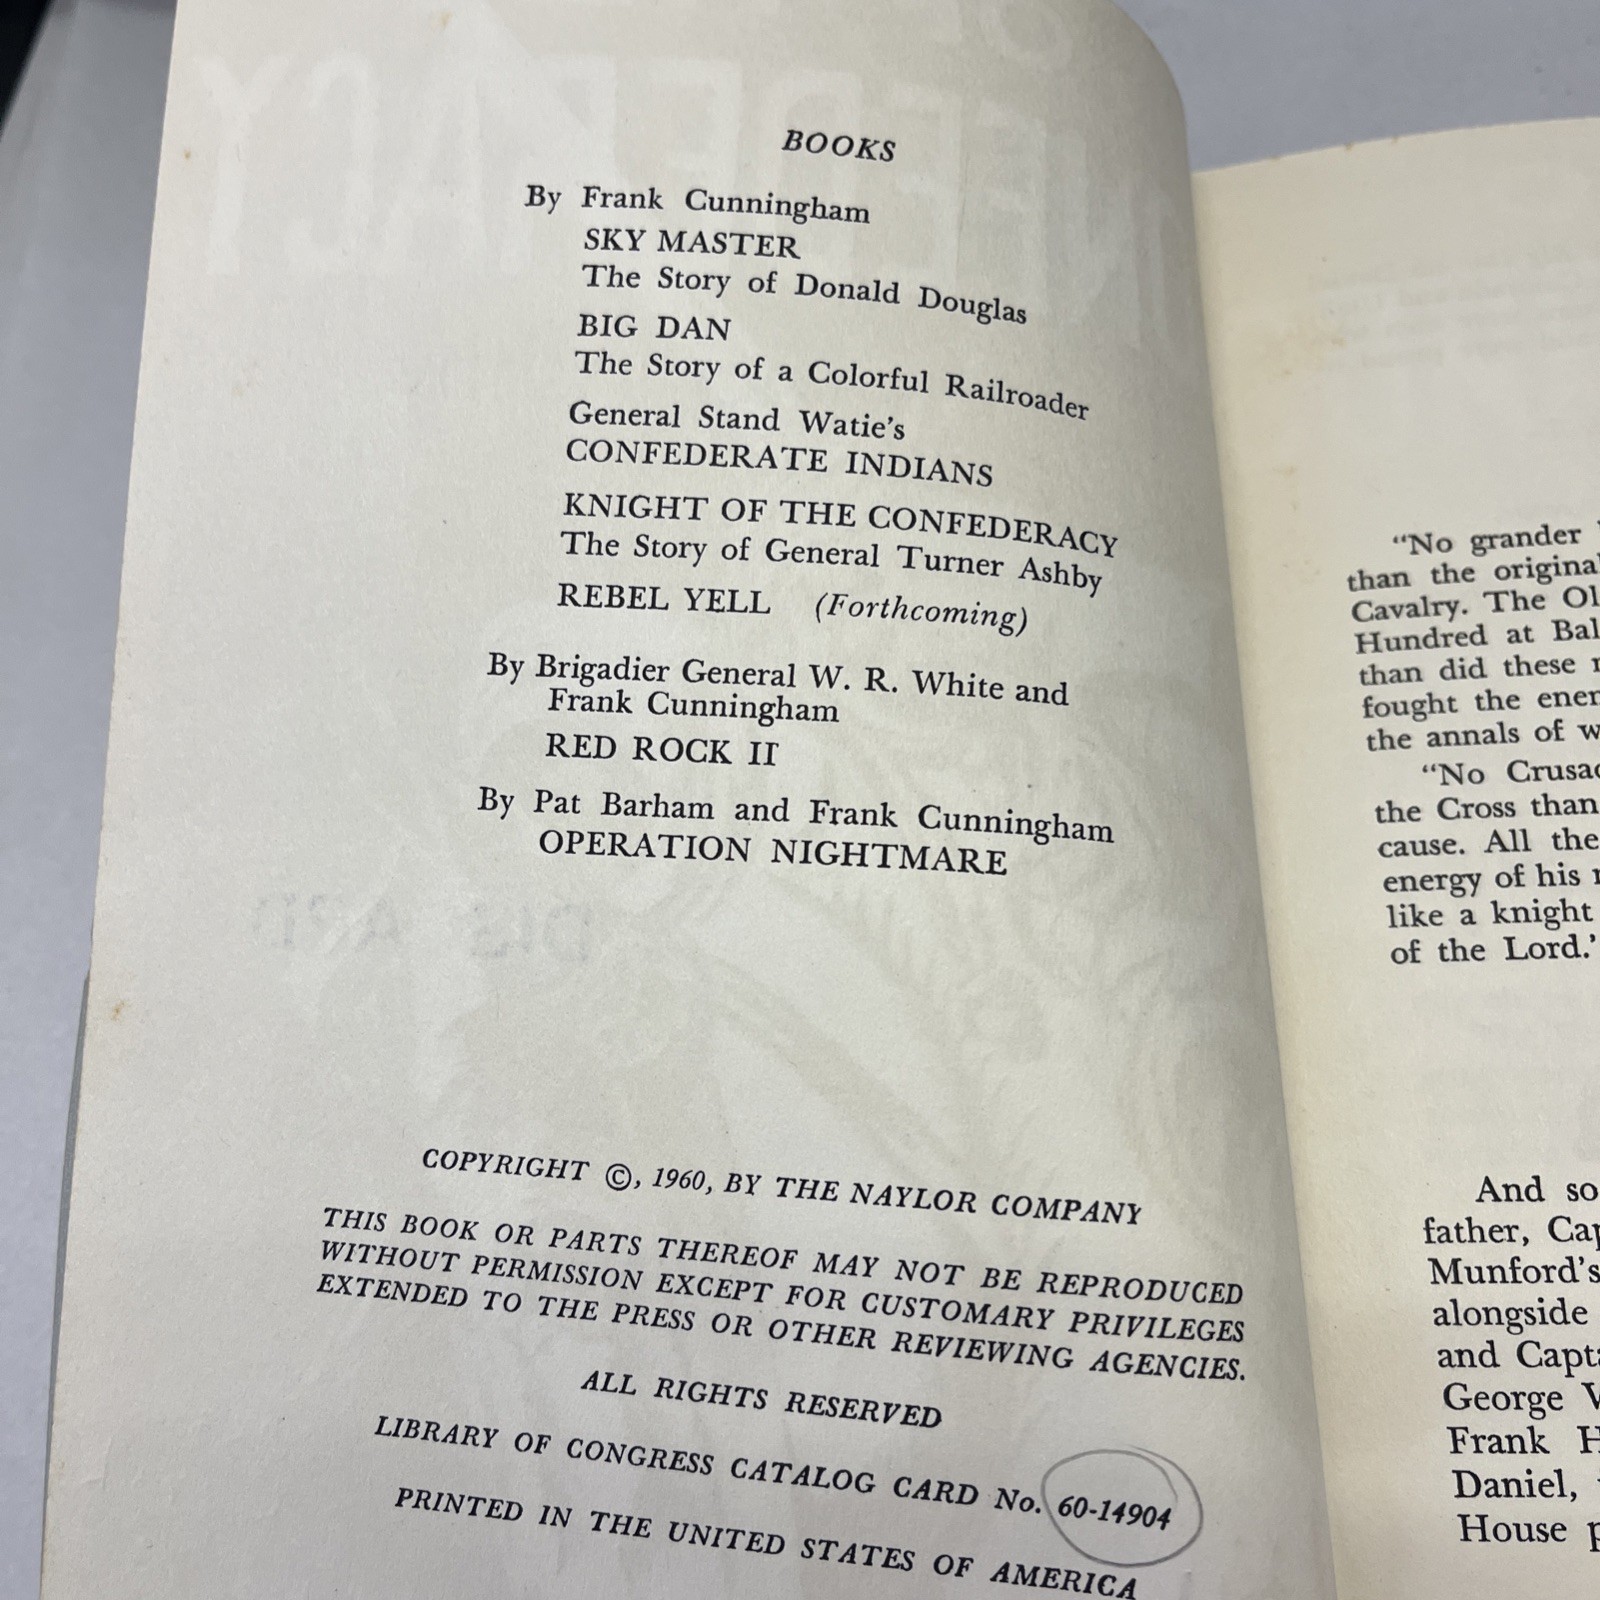 BOOKS
By Frank Cunningham
SKY MASTER
The Story of Donald Douglas
BIG DAN
The Story of a Colorful Railroader
General Stand Watie's
CONFEDERATE INDIANS
KNIGHT OF THE CONFEDERACY
The Story of General Turner Ashby
REBEL YELL (Forthcoming)
By Brigadier General W. R. White and
Frank Cunningham
RED ROCK II
By Pat Barham and Frank Cunningham
OPERATION NIGHTMARE
COPYRIGHT ©, 1960, BY THE NAYLOR COMPANY
THIS BOOK OR PARTS THEREOF MAY NOT BE REPRODUCED
WITHOUT PERMISSION EXCEPT FOR CUSTOMARY PRIVILEGES
EXTENDED TO THE PRESS OR OTHER REVIEWING AGENCIES.
ALL RIGHTS RESERVED
LIBRARY OF CONGRESS CATALOG CARD No. 60-14904
PRINTED IN THE UNITED STATES OF AMERICA
"No grander
than the
Cavalry. The
Hundred at
than did these
fought the
the annals of
"No
the Cross than
cause. All the
energy of his
like a knight
of the Lord.'
And so
father,
Munford's
alongside
and
George
Frank
Daniel,
House